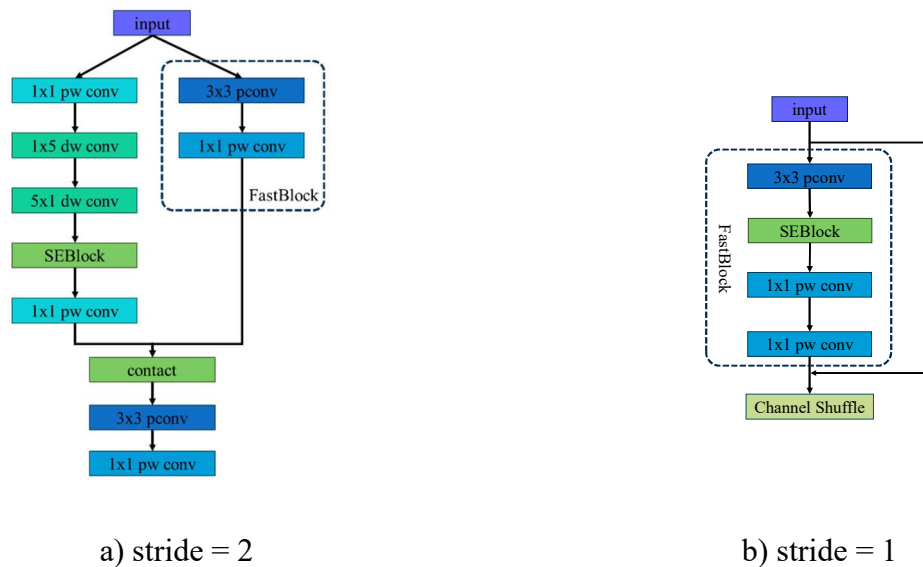 input
1x1 pw conv
3x3 pconv
1x5 dw conv
1x1 pw conv
5x1 dw conv
FastBlock
SEBlock
1x1 pw conv
contact
3x3 pconv
1x1 pw conv
a) stride = 2
input
3x3 pconv
SEBlock
FastBlock
1x1 pw conv
1x1 pw conv
Channel Shuffle
b) stride = 1